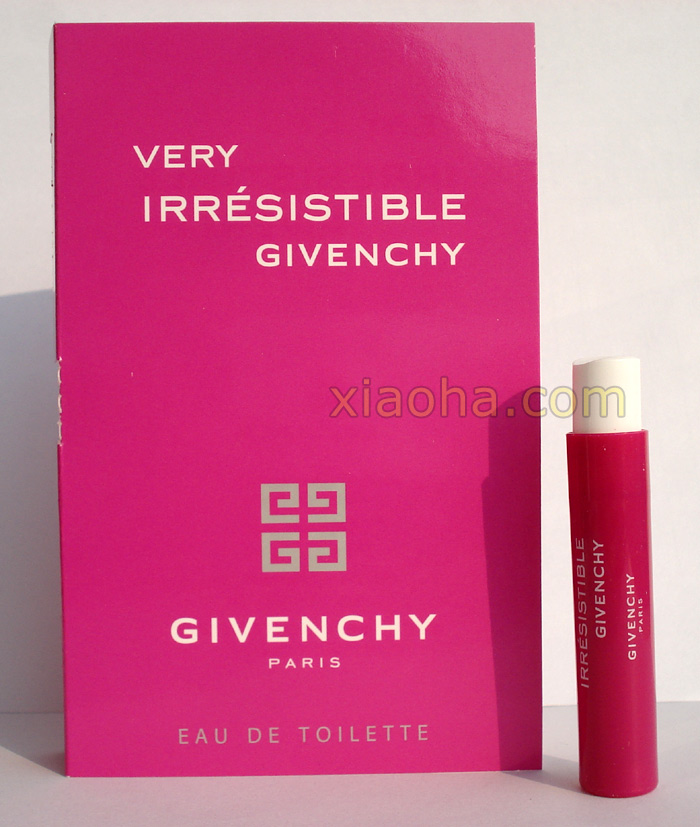 VERY
IRRÉSISTIBLE
GIVENCHY
xiaoha.com
GIVENCHY
PARIS
EAU DE TOILETTE
IRRÉSISTIBLE
GIVENCHY
GIVENCHY
PARIS